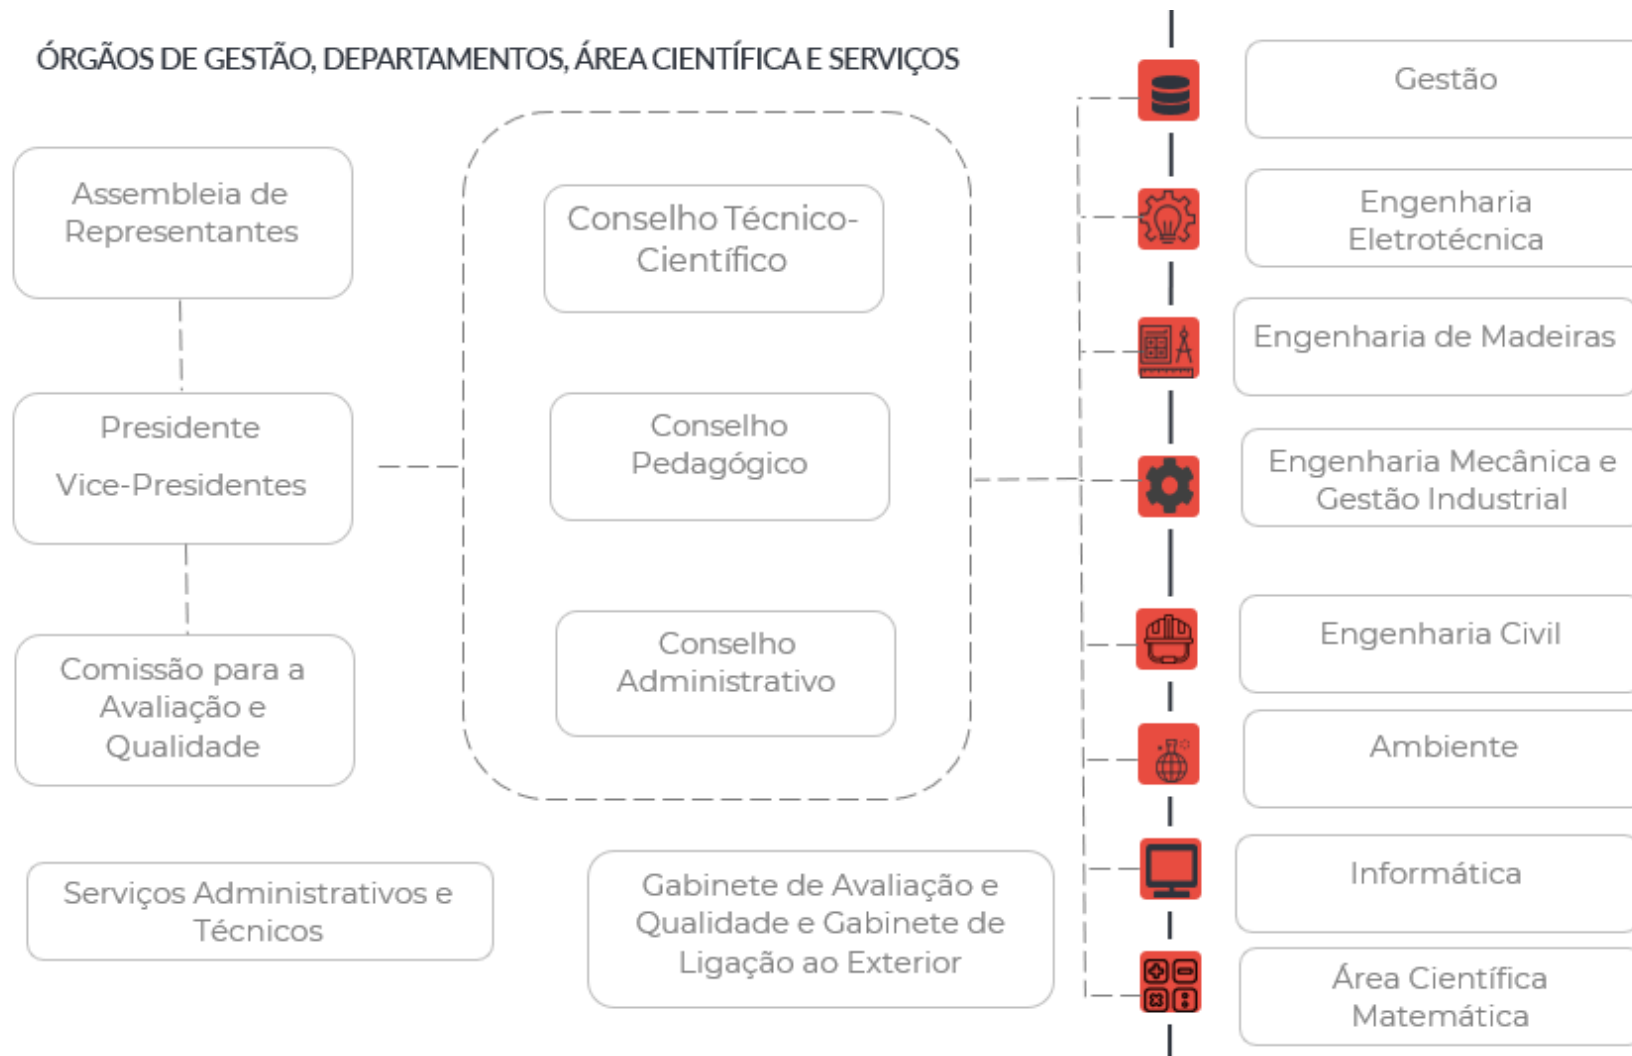 ÓRGÃOS DE GESTÃO, DEPARTAMENTOS, ÁREA CIENTÍFICA E SERVIÇOS
Assembleia de
Representantes
Presidente
Vice-Presidentes
Comissão para a
Avaliação e
Qualidade
Serviços Administrativos e
Técnicos
Conselho Técnico-
Científico
Conselho
Pedagógico
Conselho
Administrativo
Gabinete de Avaliação e
Qualidade e Gabinete de
Ligação ao Exterior
Gestão
Engenharia
Eletrotécnica
Engenharia de Madeiras
Engenharia Mecânica e
Gestão Industrial
Engenharia Civil
Ambiente
Informática
Área Científica
Matemática